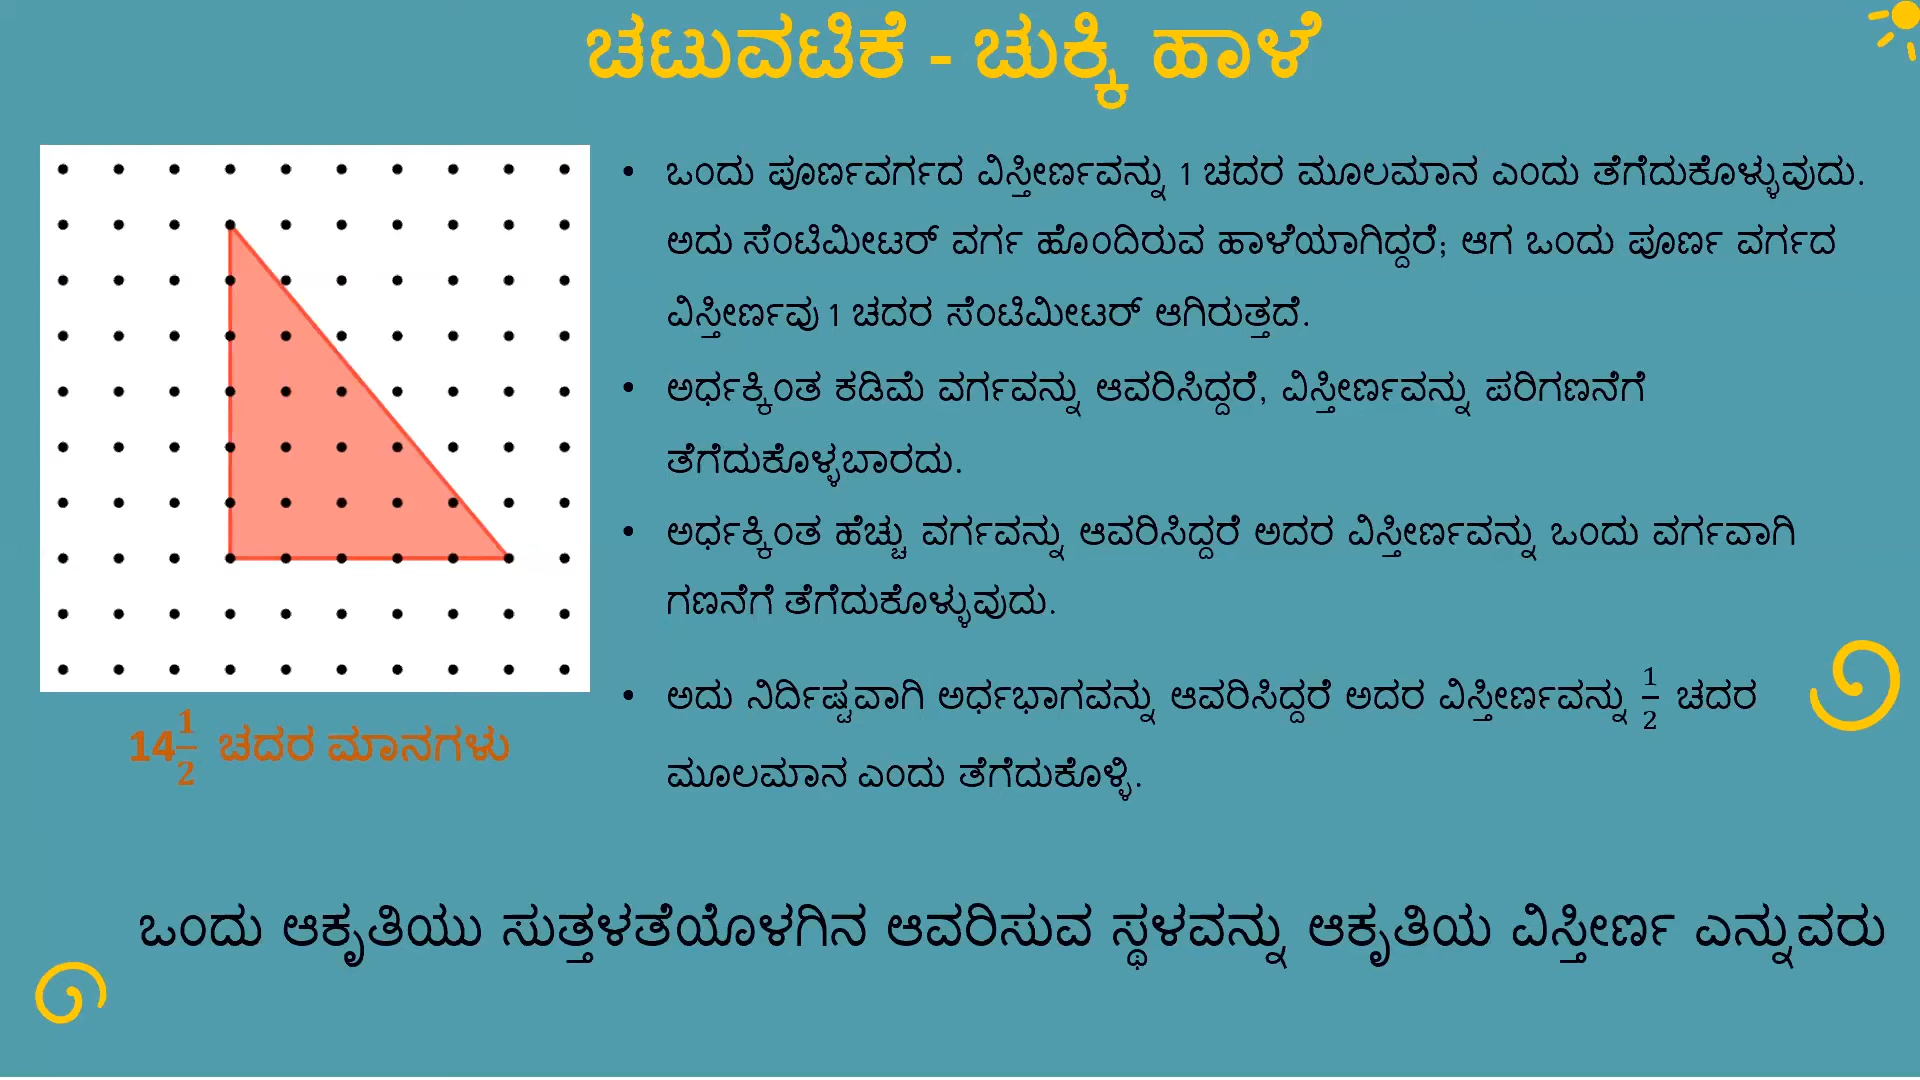 ಚಟುವಟಿಕೆ - ಚುಕ್ಕಿ ಹಾಳೆ
• ಒಂದು ಪೂರ್ಣವರ್ಗದ ವಿಸ್ತೀರ್ಣವನ್ನು 1 ಚದರ ಮೂಲಮಾನ ಎಂದು ತೆಗೆದುಕೊಳ್ಳುವುದು.
ಅದು ಸೆಂಟಿಮೀಟರ್ ವರ್ಗ ಹೊಂದಿರುವ ಹಾಳೆಯಾಗಿದ್ದರೆ; ಆಗ ಒಂದು ಪೂರ್ಣ ವರ್ಗದ
ವಿಸ್ತೀರ್ಣವು 1 ಚದರ ಸೆಂಟಿಮೀಟರ್ ಆಗಿರುತ್ತದೆ.
• ಅರ್ಧಕ್ಕಿಂತ ಕಡಿಮೆ ವರ್ಗವನ್ನು ಆವರಿಸಿದ್ದರೆ, ವಿಸ್ತೀರ್ಣವನ್ನು ಪರಿಗಣನೆಗೆ
ತೆಗೆದುಕೊಳ್ಳಬಾರದು.
• ಅರ್ಧಕ್ಕಿಂತ ಹೆಚ್ಚು ವರ್ಗವನ್ನು ಆವರಿಸಿದ್ದರೆ ಅದರ ವಿಸ್ತೀರ್ಣವನ್ನು ಒಂದು ವರ್ಗವಾಗಿ
ಗಣನೆಗೆ ತೆಗೆದುಕೊಳ್ಳುವುದು.
• ಅದು ನಿರ್ದಿಷ್ಟವಾಗಿ ಅರ್ಧಭಾಗವನ್ನು ಆವರಿಸಿದ್ದರೆ ಅದರ ವಿಸ್ತೀರ್ಣವನ್ನು 1/2 ಚದರ
ಮೂಲಮಾನ ಎಂದು ತೆಗೆದುಕೊಳ್ಳಿ.
14 1/2 ಚದರ ಮಾನಗಳು
ಒಂದು ಆಕೃತಿಯು ಸುತ್ತಳತೆಯೊಳಗಿನ ಆವರಿಸುವ ಸ್ಥಳವನ್ನು ಆಕೃತಿಯ ವಿಸ್ತೀರ್ಣ ಎನ್ನುವರು